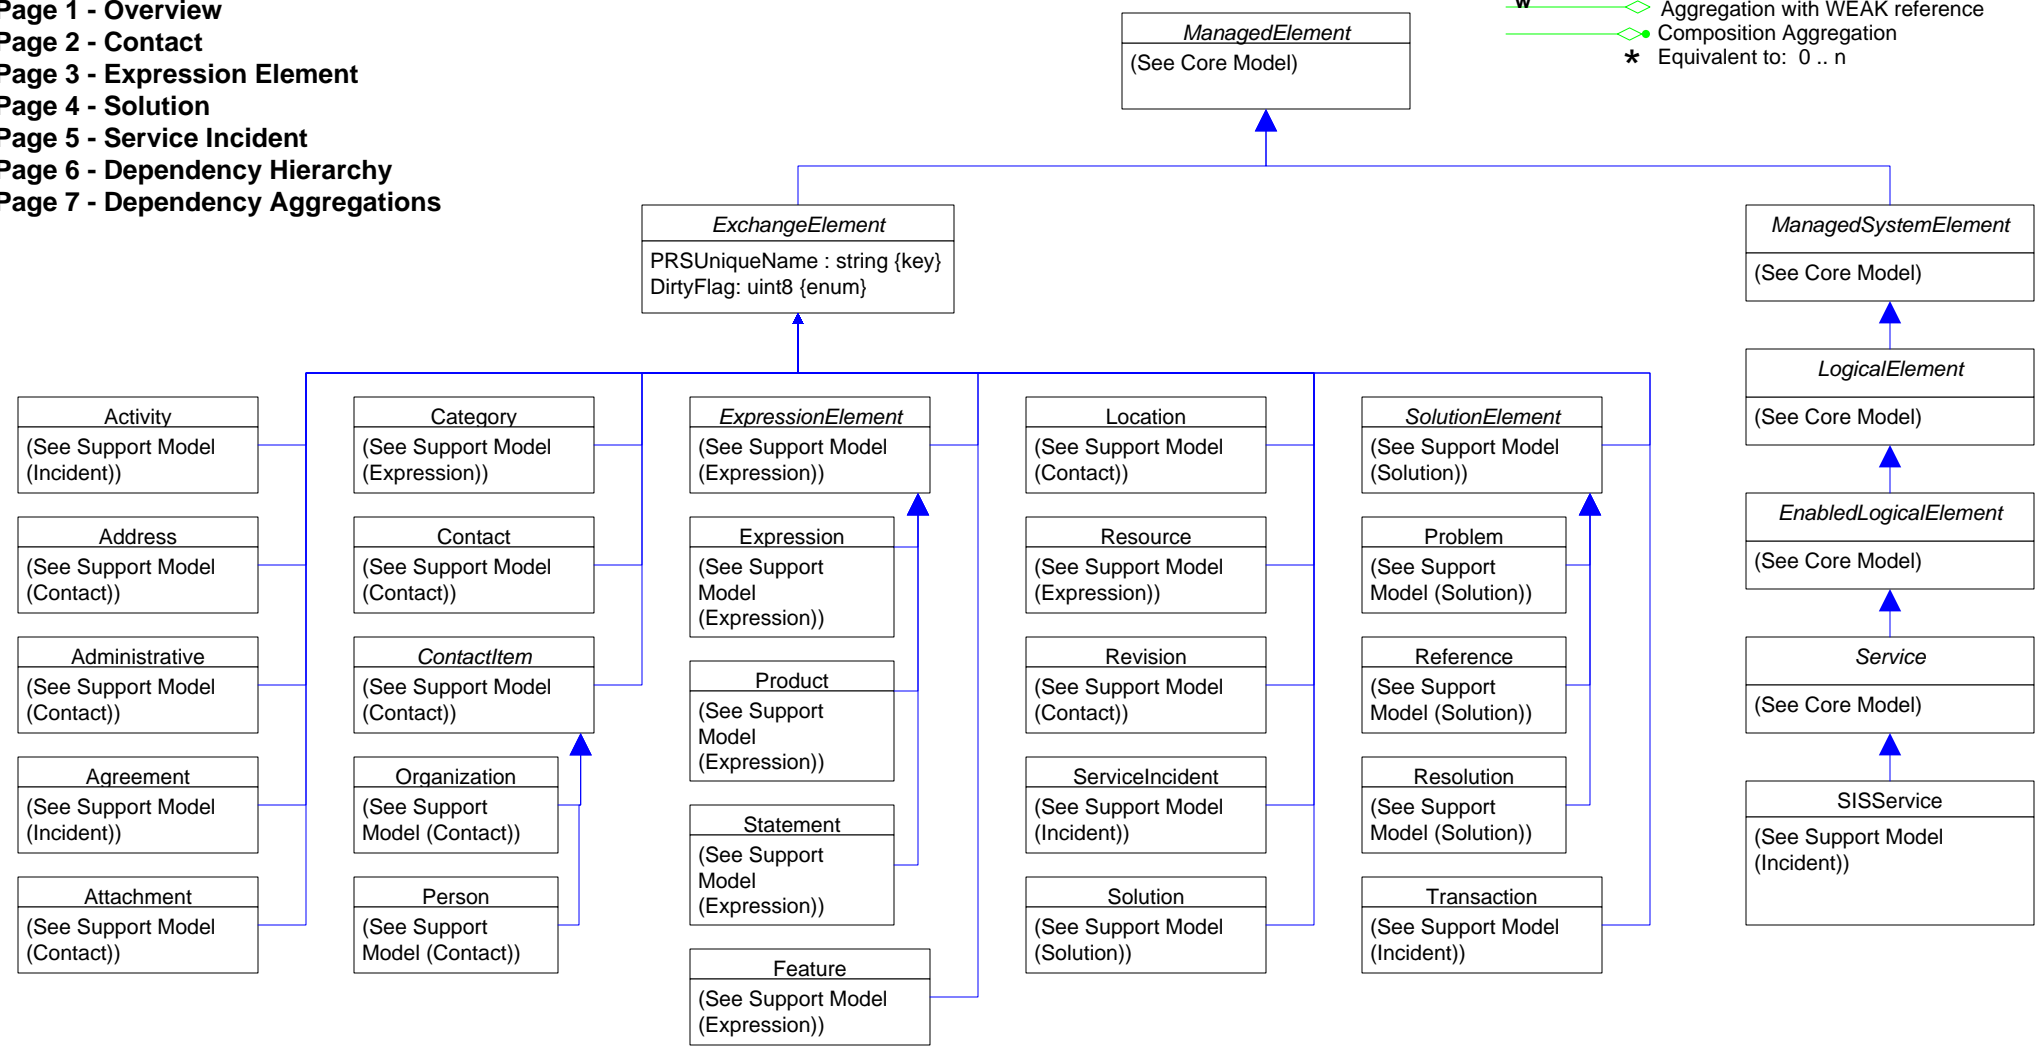 Page 1 - Overview
Page 2 - Contact
Page 3 - Expression Element
Page 4 - Solution
Page 5 - Service Incident
Page 6 - Dependency Hierarchy
Page 7 - Dependency Aggregations
w
Aggregation with WEAK reference
Composition Aggregation
* Equivalent to: 0 .. n
ManagedElement
(See Core Model)
ExchangeElement
PRSUniqueName : string {key}
DirtyFlag: uint8 {enum}
ManagedSystemElement
(See Core Model)
LogicalElement
(See Core Model)
EnabledLogicalElement
(See Core Model)
Service
(See Core Model)
SISService
(See Support Model
(Incident))
Activity
(See Support Model
(Incident))
Address
(See Support Model
(Contact))
Administrative
(See Support Model
(Contact))
Agreement
(See Support Model
(Incident))
Attachment
(See Support Model
(Contact))
Category
(See Support Model
(Expression))
Contact
(See Support Model
(Contact))
ContactItem
(See Support Model
(Contact))
Organization
(See Support
Model (Contact))
Person
(See Support
Model (Contact))
ExpressionElement
(See Support Model
(Expression))
Expression
(See Support
Model
(Expression))
Product
(See Support
Model
(Expression))
Statement
(See Support
Model
(Expression))
Feature
(See Support Model
(Expression))
Location
(See Support Model
(Contact))
Resource
(See Support Model
(Expression))
Revision
(See Support Model
(Contact))
ServiceIncident
(See Support Model
(Incident))
Solution
(See Support Model
(Solution))
SolutionElement
(See Support Model
(Solution))
Problem
(See Support
Model (Solution))
Reference
(See Support
Model (Solution))
Resolution
(See Support
Model (Solution))
Transaction
(See Support Model
(Incident))